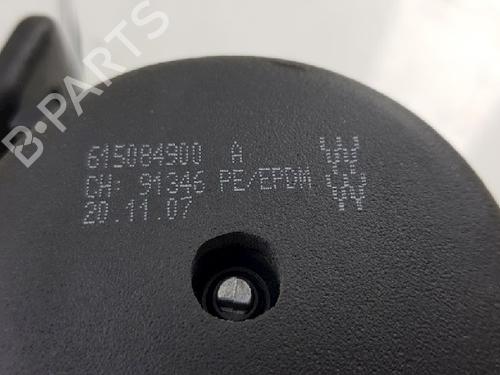 B-PARTS
615084900 A
CH: 91346 PE/EPDM
20.11.07